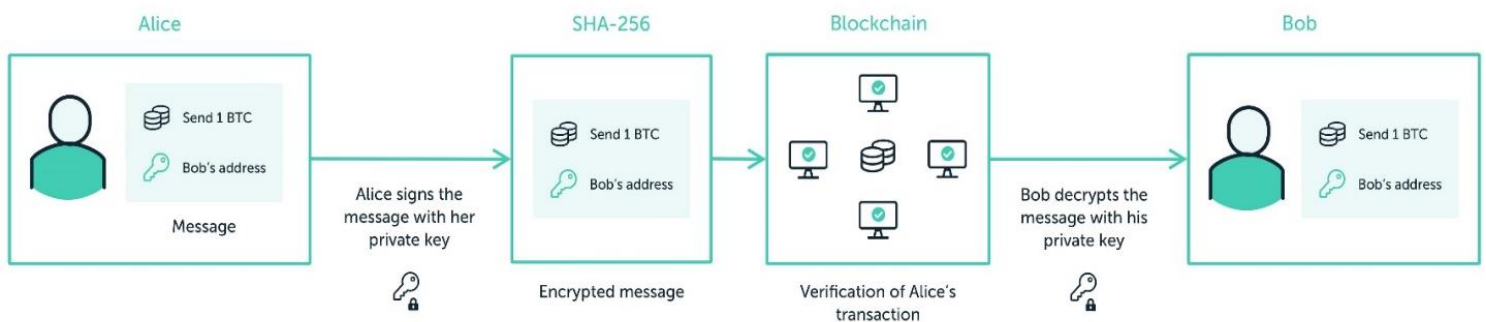 Alice
SHA-256
Blockchain
Bob
Send 1 BTC
Bob's address
Message
Alice signs the
message with her
private key
Send 1 BTC
Bob's address
Encrypted message
Verification of Alice's
transaction
Bob decrypts the
message with his
private key
Send 1 BTC
Bob's address